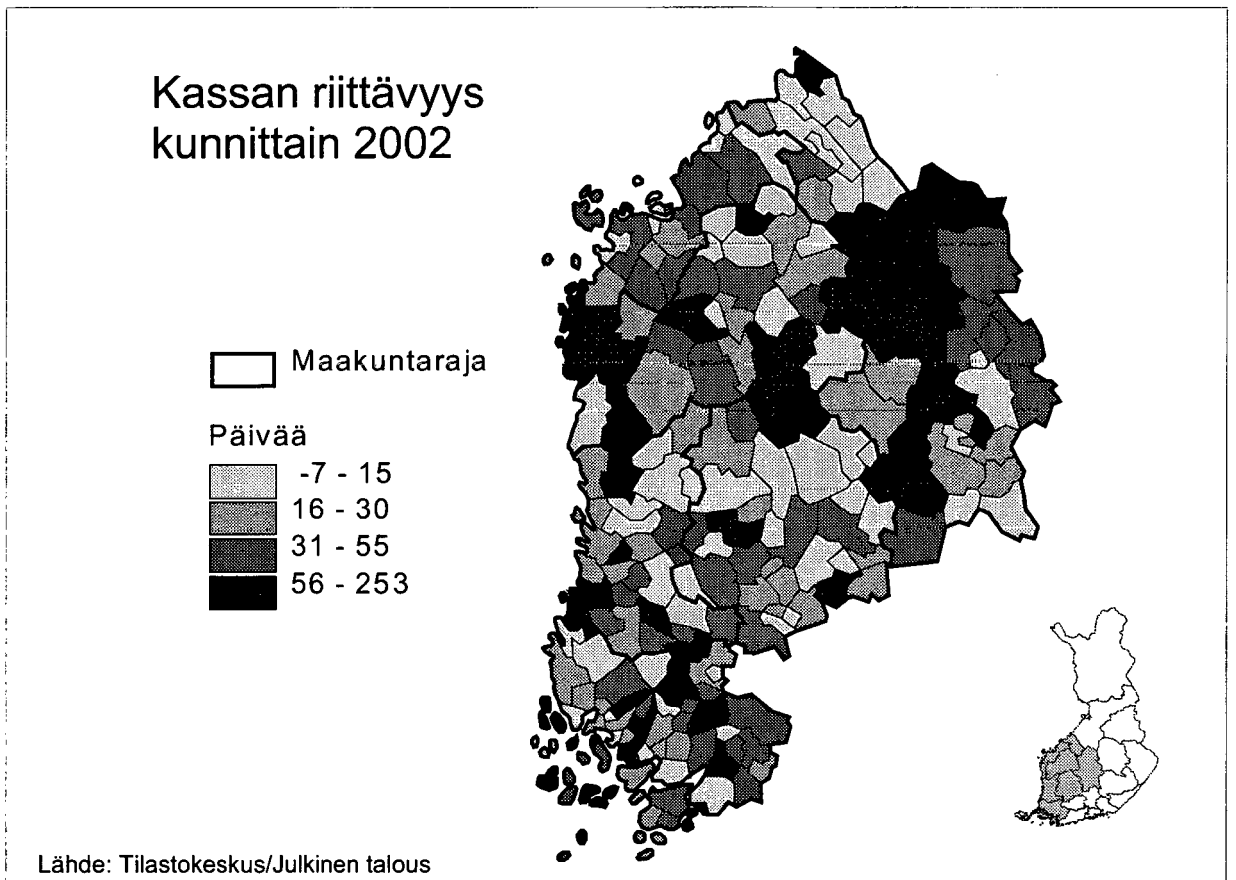 Kassan riittävyys
kunnittain 2002
Maakuntaraja
Päivää
-7 - 15
16 - 30
31 - 55
56 - 253
Lähde: Tilastokeskus/Julkinen talous